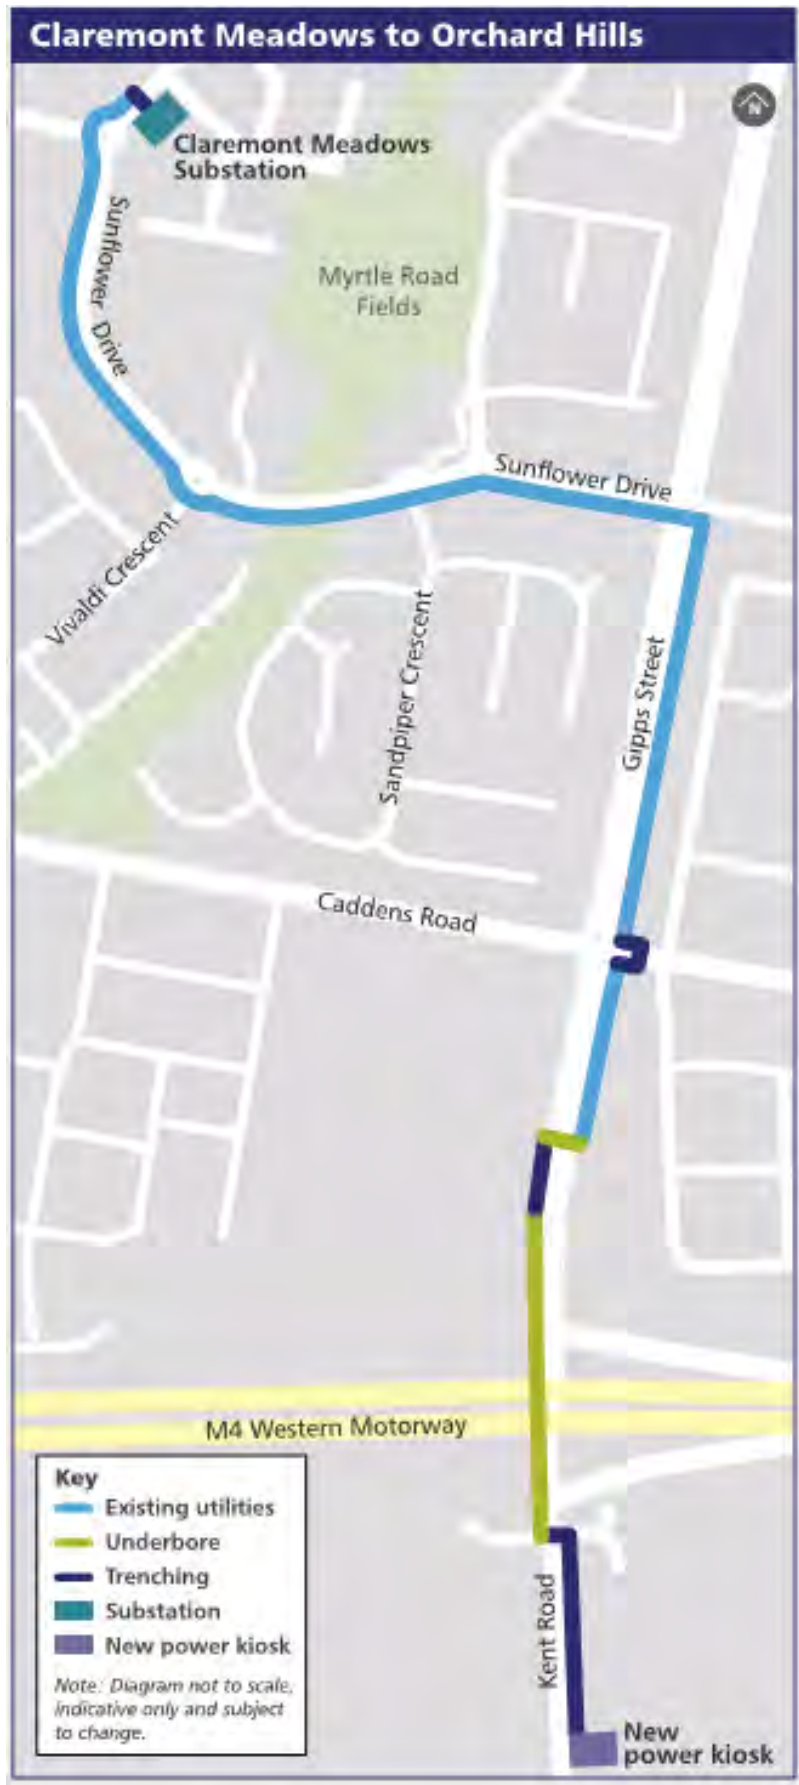 Claremont Meadows to Orchard Hills
N
Claremont Meadows
Substation
Sunflower Drive
Myrtle Road
Fields
Sunflower Drive
Vivaldi Crescent
Sandpiper Crescent
Gipps Street
Caddens Road
M4 Western Motorway
Key
Existing utilities
Underbore
Trenching
Substation
New power kiosk
Note: Diagram not to scale,
indicative only and subject
to change.
Kent Road
New
power kiosk